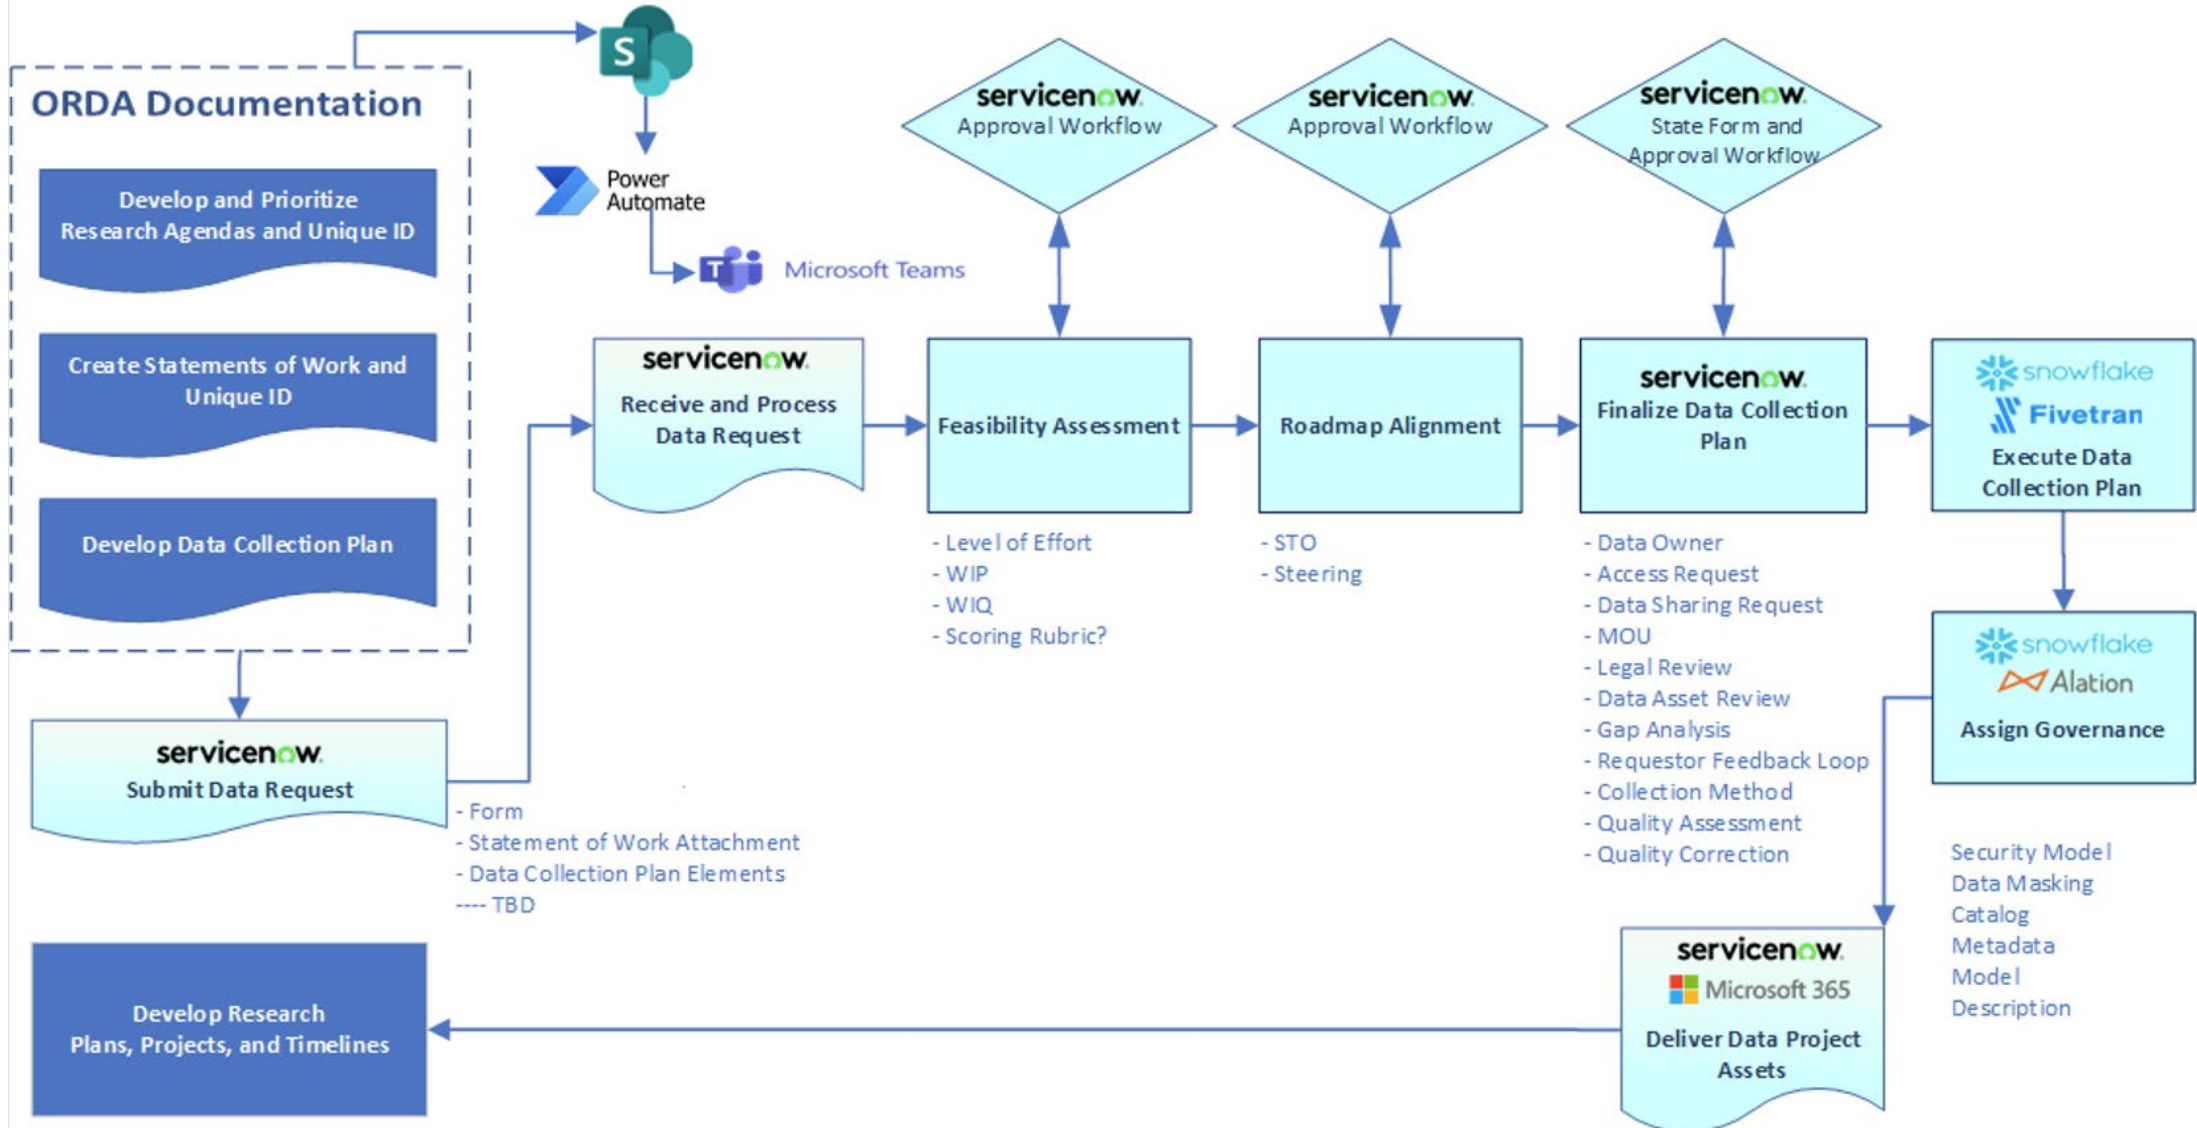 ORDA Documentation
Develop and Prioritize
Research Agendas and Unique ID
Create Statements of Work and
Unique ID
Develop Data Collection Plan
S
Power
Automate
T
Microsoft Teams
servicenow.
Approval Workflow
servicenow.
Approval Workflow
servicenow.
State Form and
Approval Workflow
servicenow.
Submit Data Request
- Form
- Statement of Work Attachment
- Data Collection Plan Elements
---- TBD
servicenow.
Receive and Process
Data Request
Feasibility Assessment
- Level of Effort
- WIP
- WIQ
- Scoring Rubric?
Roadmap Alignment
- STO
- Steering
servicenow.
Finalize Data Collection
Plan
- Data Owner
- Access Request
- Data Sharing Request
- MOU
- Legal Review
- Data Asset Review
- Gap Analysis
- Requestor Feedback Loop
- Collection Method
- Quality Assessment
- Quality Correction
snowflake
Fivetran
Execute Data
Collection Plan
snowflake
Alation
Assign Governance
Security Model
Data Masking
Catalog
Metadata
Model
Description
servicenow.
Microsoft 365
Deliver Data Project
Assets
Develop Research
Plans, Projects, and Timelines